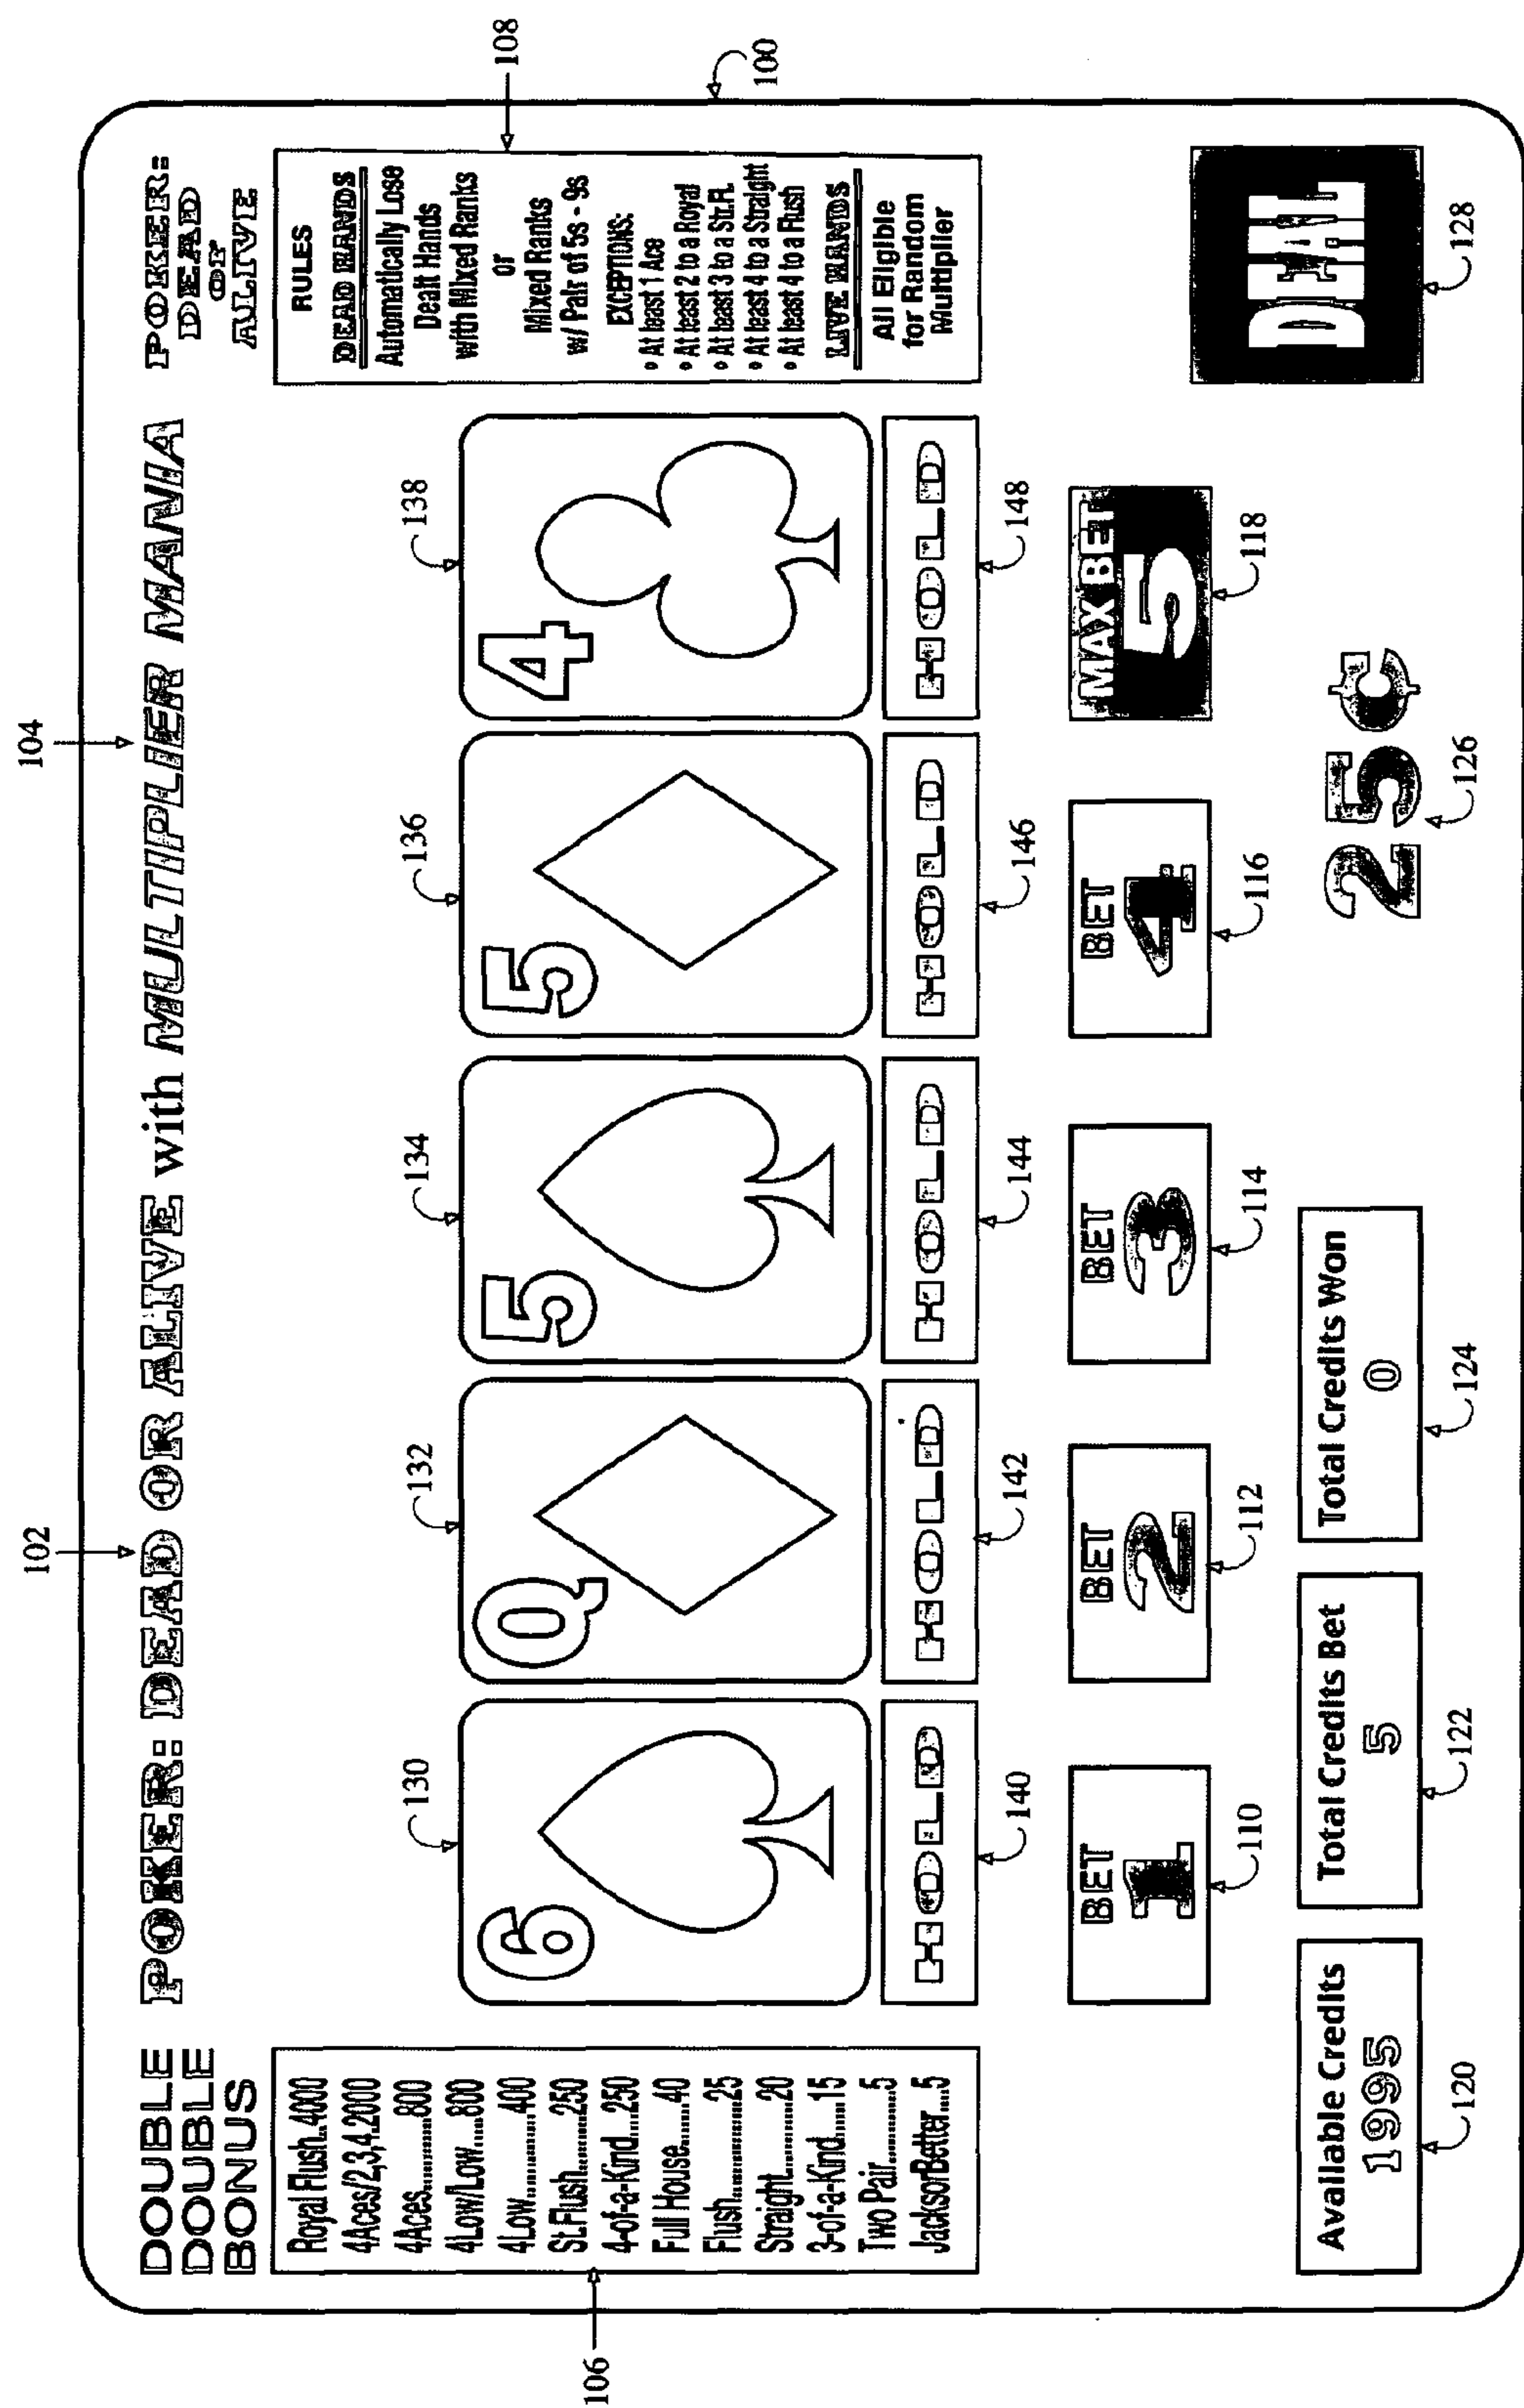 102
104
DOUBLE
DOUBLE
BONUS
POKER: DEAD OR ALIVE with MULTIPLIER MANIA
POKER:
DEAD
or
ALIVE
Royal Flush..4000
4Aces/2,3,4.2000
4Aces............800
4Low/Low.....800
4Low...........400
St.Flush.......250
4-of-a-Kind...250
Full House......40
Flush............25
Straight..........20
3-of-a-Kind.....15
Two Pair........5
JacksorBetter...5
106
130
132
134
136
138
6
Q
5
5
4
HOLD
HOLD
HOLD
HOLD
HOLD
140
142
144
146
148
RULES
DEAD HANDS
Automatically Lose
Dealt Hands
with Mixed Ranks
or
Mixed Ranks
w/ Pair of 5s - 9s
EXCEPTIONS:
• At least 1 Ace
• At least 2 to a Royal
• At least 3 to a Str.Fl.
• At least 4 to a Straight
• At least 4 to a Flush
LIVE HANDS
All Eligible
for Random
Multiplier
108
100
BET
1
BET
2
BET
3
BET
4
MAX BET
5
110
112
114
116
118
Available Credits
1995
Total Credits Bet
5
Total Credits Won
0
25¢
DEAL
120
122
124
126
128